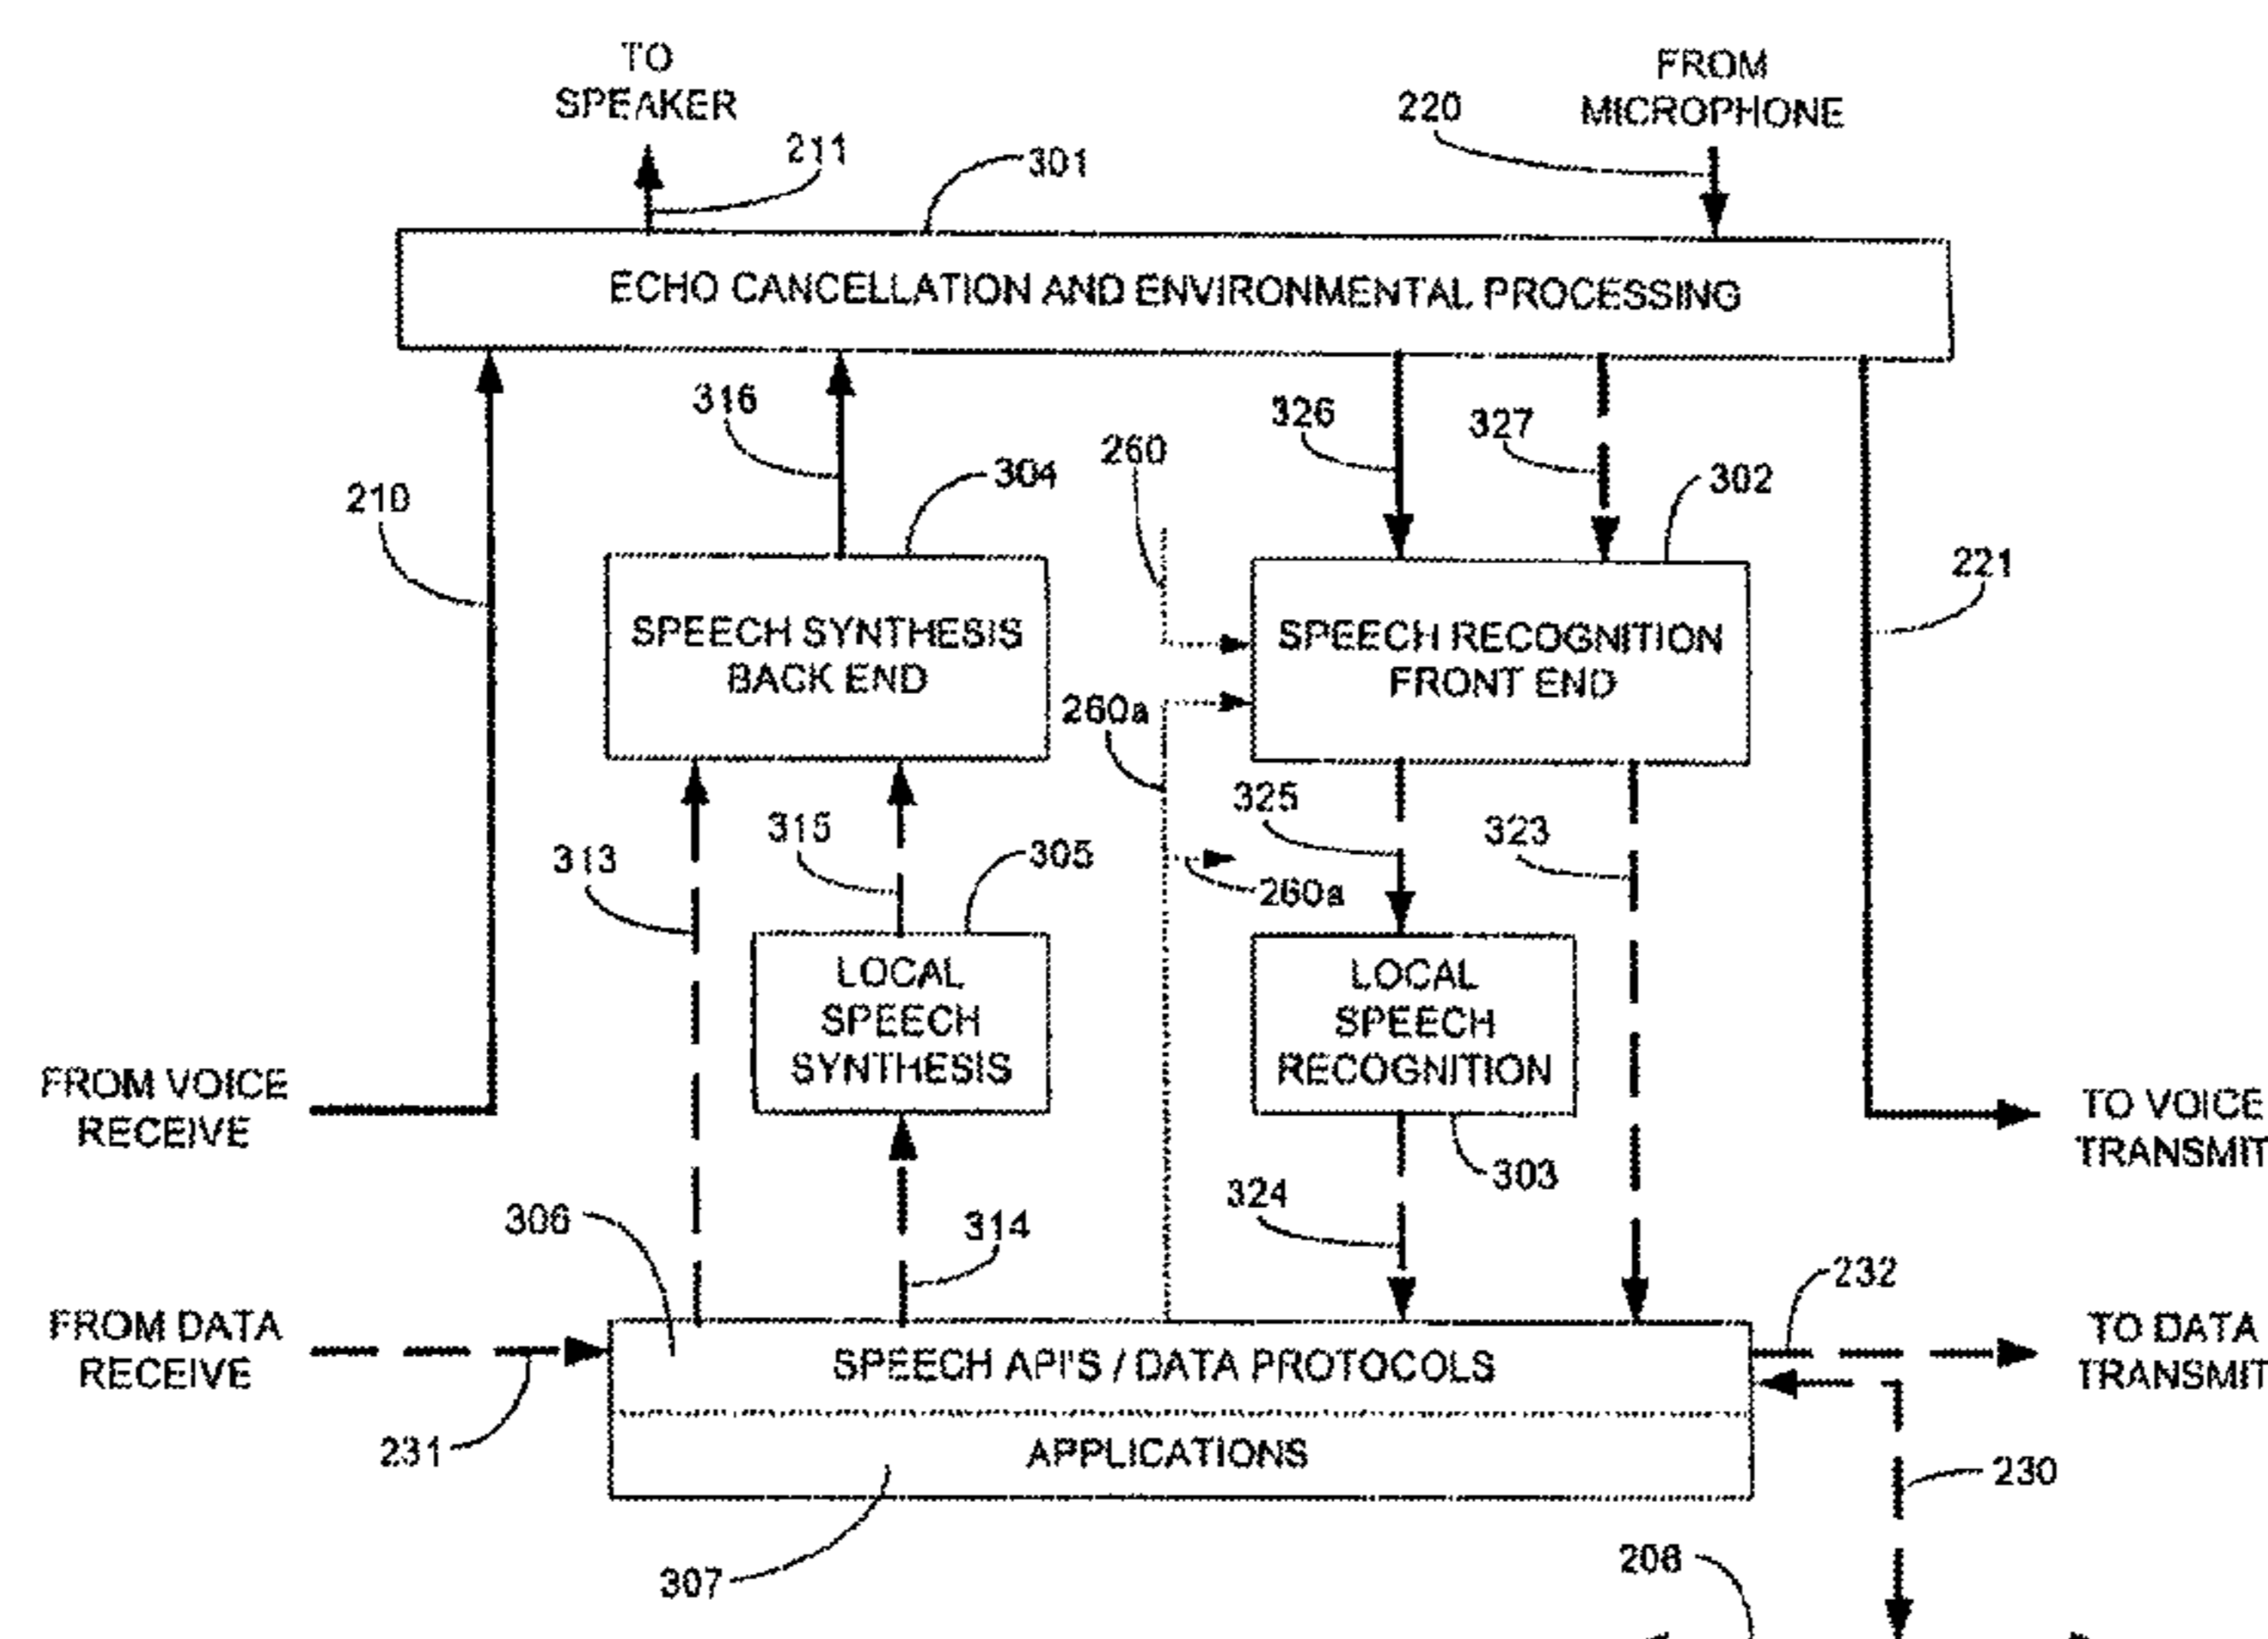 TO
SPEAKER
FROM
MICROPHONE
220
211
301
ECHO CANCELLATION AND ENVIRONMENTAL PROCESSING
316
326
327
260
304
302
210
221
SPEECH SYNTHESIS
BACK END
SPEECH RECOGNITION
FRONT END
260a
325
315
323
313
305
260a
LOCAL
SPEECH
SYNTHESIS
LOCAL
SPEECH
RECOGNITION
FROM VOICE
RECEIVE
TO VOICE
TRANSMIT
303
324
306
314
232
FROM DATA
RECEIVE
SPEECH API'S / DATA PROTOCOLS
TO DATA
TRANSMIT
231
APPLICATIONS
230
307
206